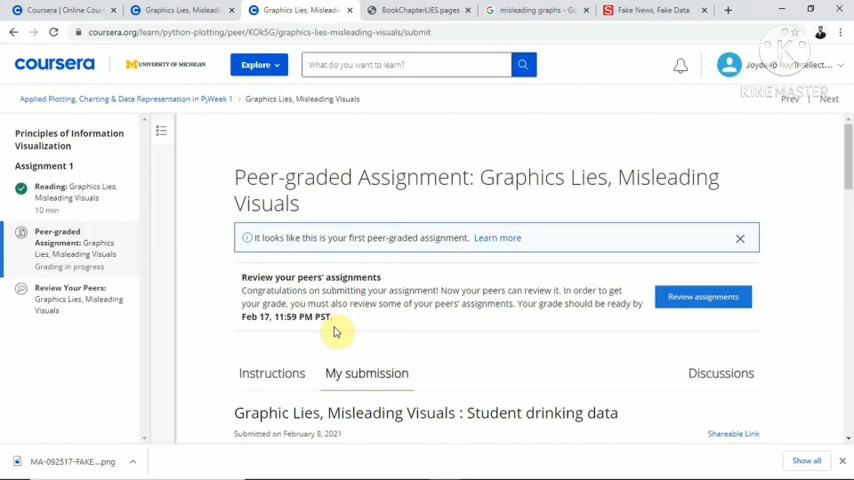 Coursera | Online Cour
Graphics Lies, Misleadin
Graphics Lies, Misleadin
BookChapterLIES.pages
misleading graphs - Go
Fake News, Fake Data
coursera.org/learn/python-plotting/peer/KOk5G/graphics-lies-misleading-visuals/submit
coursera
UNIVERSITY OF MICHIGAN
Explore
What do you want to learn?
KINEMASTER
Applied Plotting, Charting & Data Representation in Py
Week 1
Graphics Lies, Misleading Visuals
Prev | Next
Principles of Information
Visualization
Assignment 1
Reading: Graphics Lies,
Misleading Visuals
10 min
Peer-graded
Assignment: Graphics
Lies, Misleading Visuals
Grading in progress
Review Your Peers:
Graphics Lies, Misleading
Visuals
Peer-graded Assignment: Graphics Lies, Misleading
Visuals
It looks like this is your first peer-graded assignment. Learn more
Review your peers' assignments
Congratulations on submitting your assignment! Now your peers can review it. In order to get
your grade, you must also review some of your peers' assignments. Your grade should be ready by
Feb 17, 11:59 PM PST.
Review assignments
Instructions
My submission
Discussions
Graphic Lies, Misleading Visuals : Student drinking data
Submitted on February 8, 2021
Shareable Link
MA-092517-FAKE....png
Show all